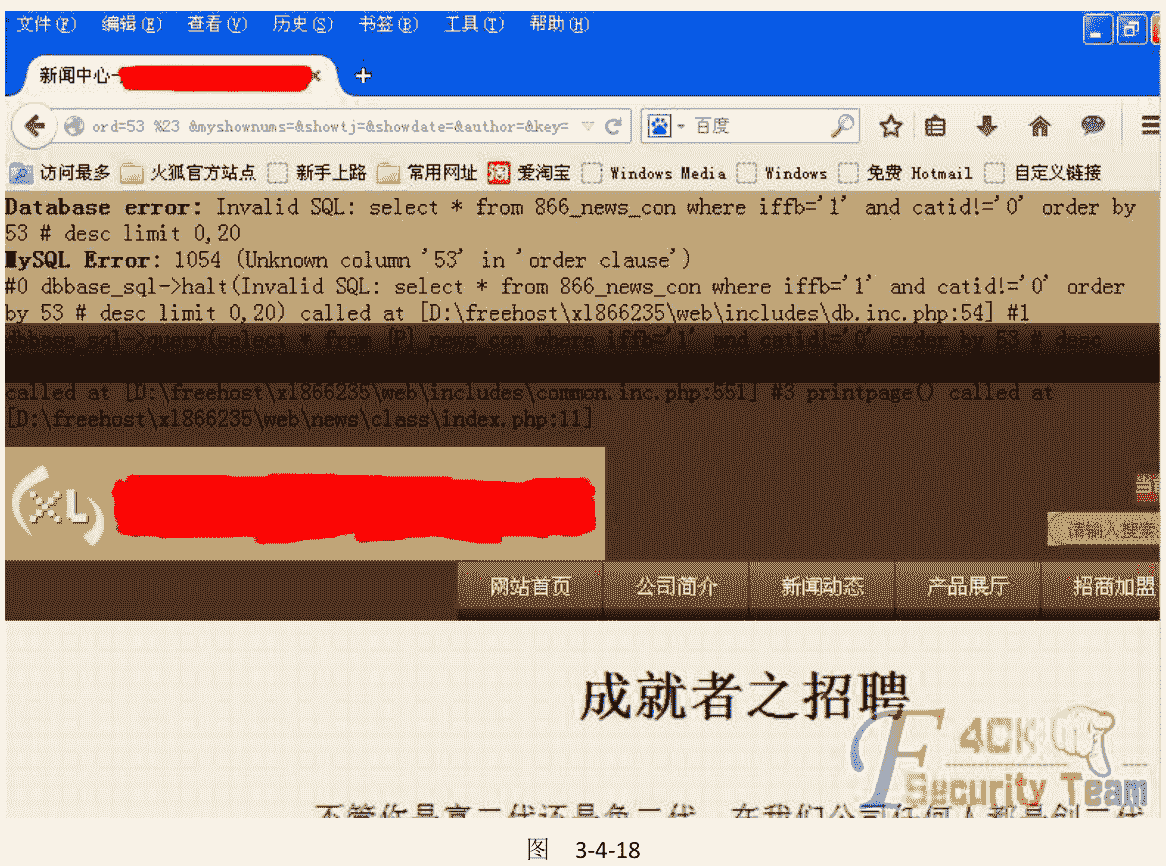 文件(F) 编辑(E) 查看(V) 历史(S) 书签(B) 工具(T) 帮助(H)
新闻中心-
ord=53 %23 &myshownums=&showtj=&showdate=&author=&key= 百度
访问最多 火狐官方站点 新手上路 常用网址 爱淘宝 Windows Media Windows 免费 Hotmail 自定义链接
Database error: Invalid SQL: select * from 866_news_con where iffb='1' and catid!='0' order by
53 # desc limit 0,20
MySQL Error: 1054 (Unknown column '53' in 'order clause')
#0 dbbase_sql->halt(Invalid SQL: select * from 866_news_con where iffb='1' and catid!='0' order
by 53 # desc limit 0,20) called at [D:\freehost\xl866235\web\includes\db.inc.php:54] #1
dbbase_sql->query(select * from {P}_news_con where iffb='1' and catid!='0' order by 53 # desc
called at [D:\freehost\xl866235\web\includes\common.inc.php:551] #3 printpage() called at
[D:\freehost\xl866235\web\news\class\index.php:11]
XL
请输入搜索
网站首页 公司简介 新闻动态 产品展厅 招商加盟
成就者之招聘
F 4CK
Security Team
图 3-4-18